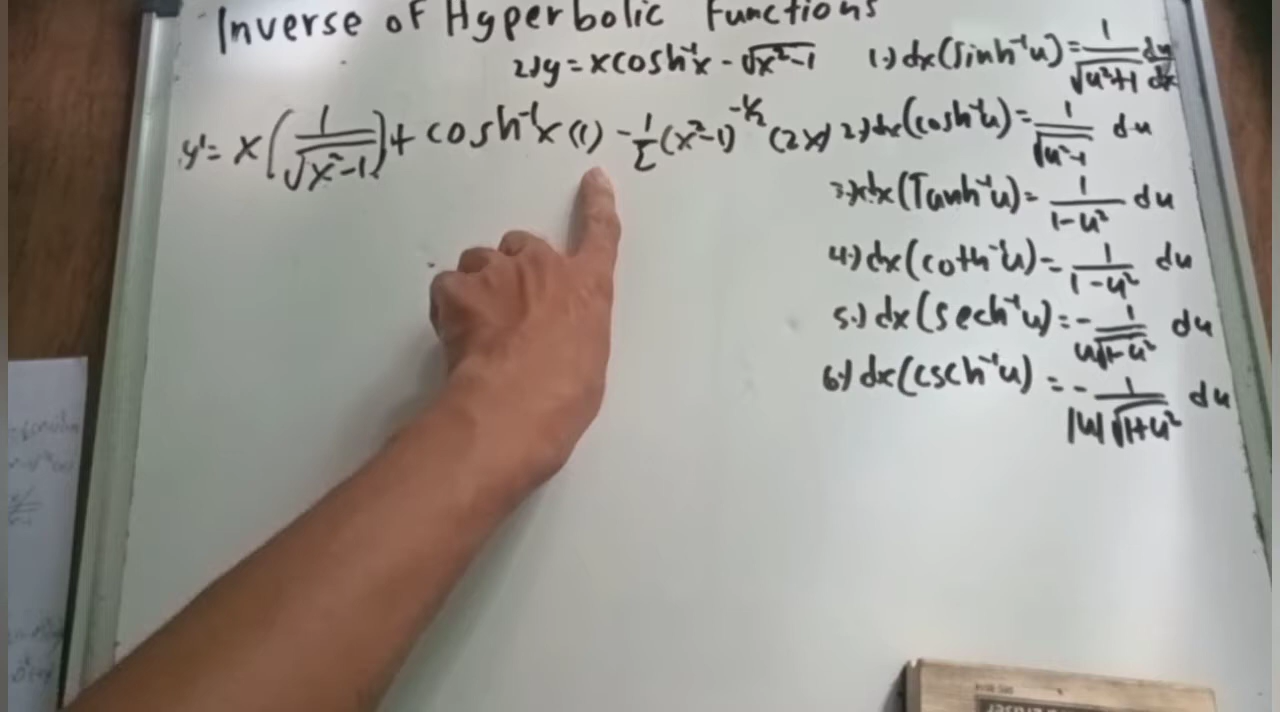 Inverse of Hyperbolic Functions
2.) y = xcosh⁻¹x - √x²-1
1.) dx(sinh⁻¹u) = 1/√u²+1 du/dx
y' = x(1/√x²-1) + cosh⁻¹x(1) - 1/2(x²-1)^-1/2 (2x)
2.) dx(cosh⁻¹u) = 1/√u²-1 du
3.) dx(Tanh⁻¹u) = 1/1-u² du
4.) dx(coth⁻¹u) = 1/1-u² du
5.) dx(sech⁻¹u) = - 1/u√1-u² du
6.) dx(csch⁻¹u) = - 1/|u|√1+u² du